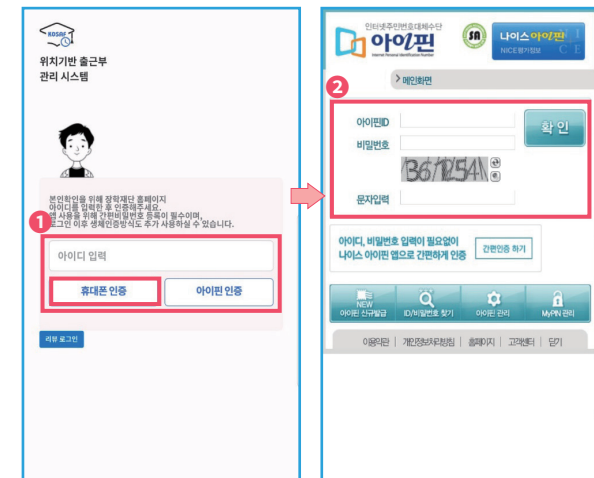 KOSAF
위치기반 출근부
관리 시스템
본인확인을 위해 장학재단 홈페이지
아이디를 입력한 후 인증해주세요.
앱 사용을 위해 간편비밀번호 등록이 필수이며,
로그인 이후 생체인증방식도 추가 사용하실 수 있습니다.
1
아이디 입력
휴대폰 인증
아이핀 인증
리뷰 로그인
인터넷주민번호대체수단
아이핀
Internet Personal Identification Number
SA
나이스아이핀
NICE평가정보
2
메인화면
아이핀ID
비밀번호
확인
3617254
문자입력
아이디, 비밀번호 입력이 필요없이
나이스 아이핀 앱으로 간편하게 인증
간편인증 하기
NEW
아이핀 신규발급
ID/비밀번호 찾기
아이핀 관리
MyPIN 관리
이용약관 | 개인정보처리방침 | 홈페이지 | 고객센터 | 닫기